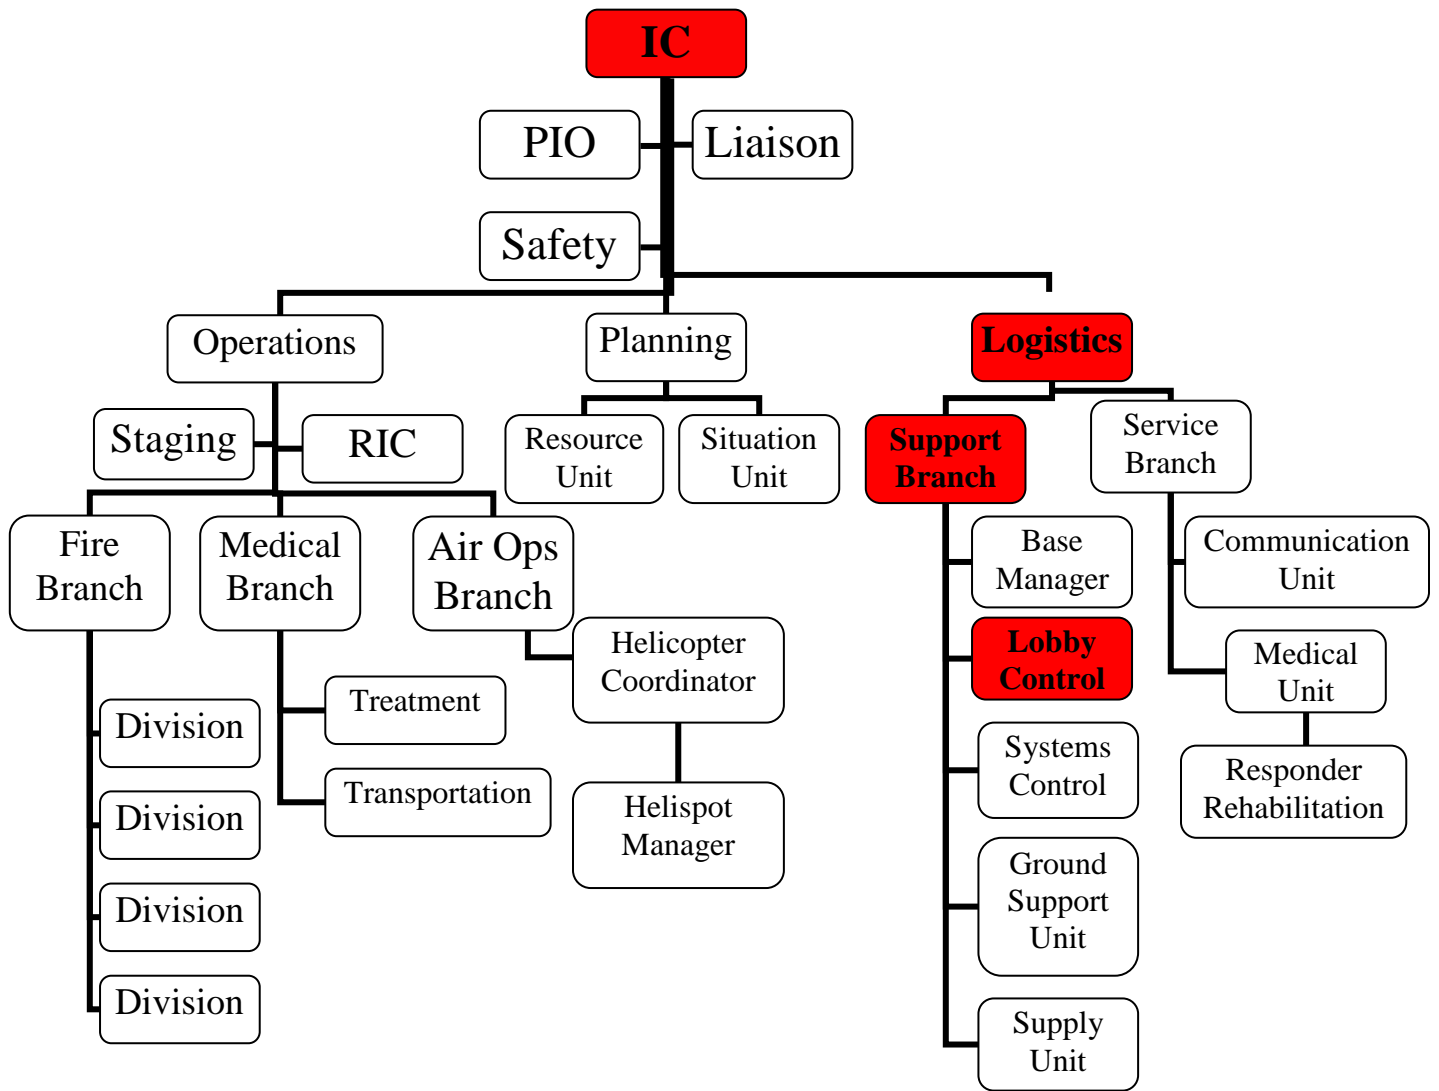 IC
PIO
Liaison
Safety
Operations
Planning
Logistics
Staging
RIC
Resource
Unit
Situation
Unit
Support
Branch
Service
Branch
Fire
Branch
Medical
Branch
Air Ops
Branch
Base
Manager
Communication
Unit
Helicopter
Coordinator
Lobby
Control
Medical
Unit
Division
Treatment
Systems
Control
Responder
Rehabilitation
Division
Transportation
Helispot
Manager
Ground
Support
Unit
Division
Division
Supply
Unit